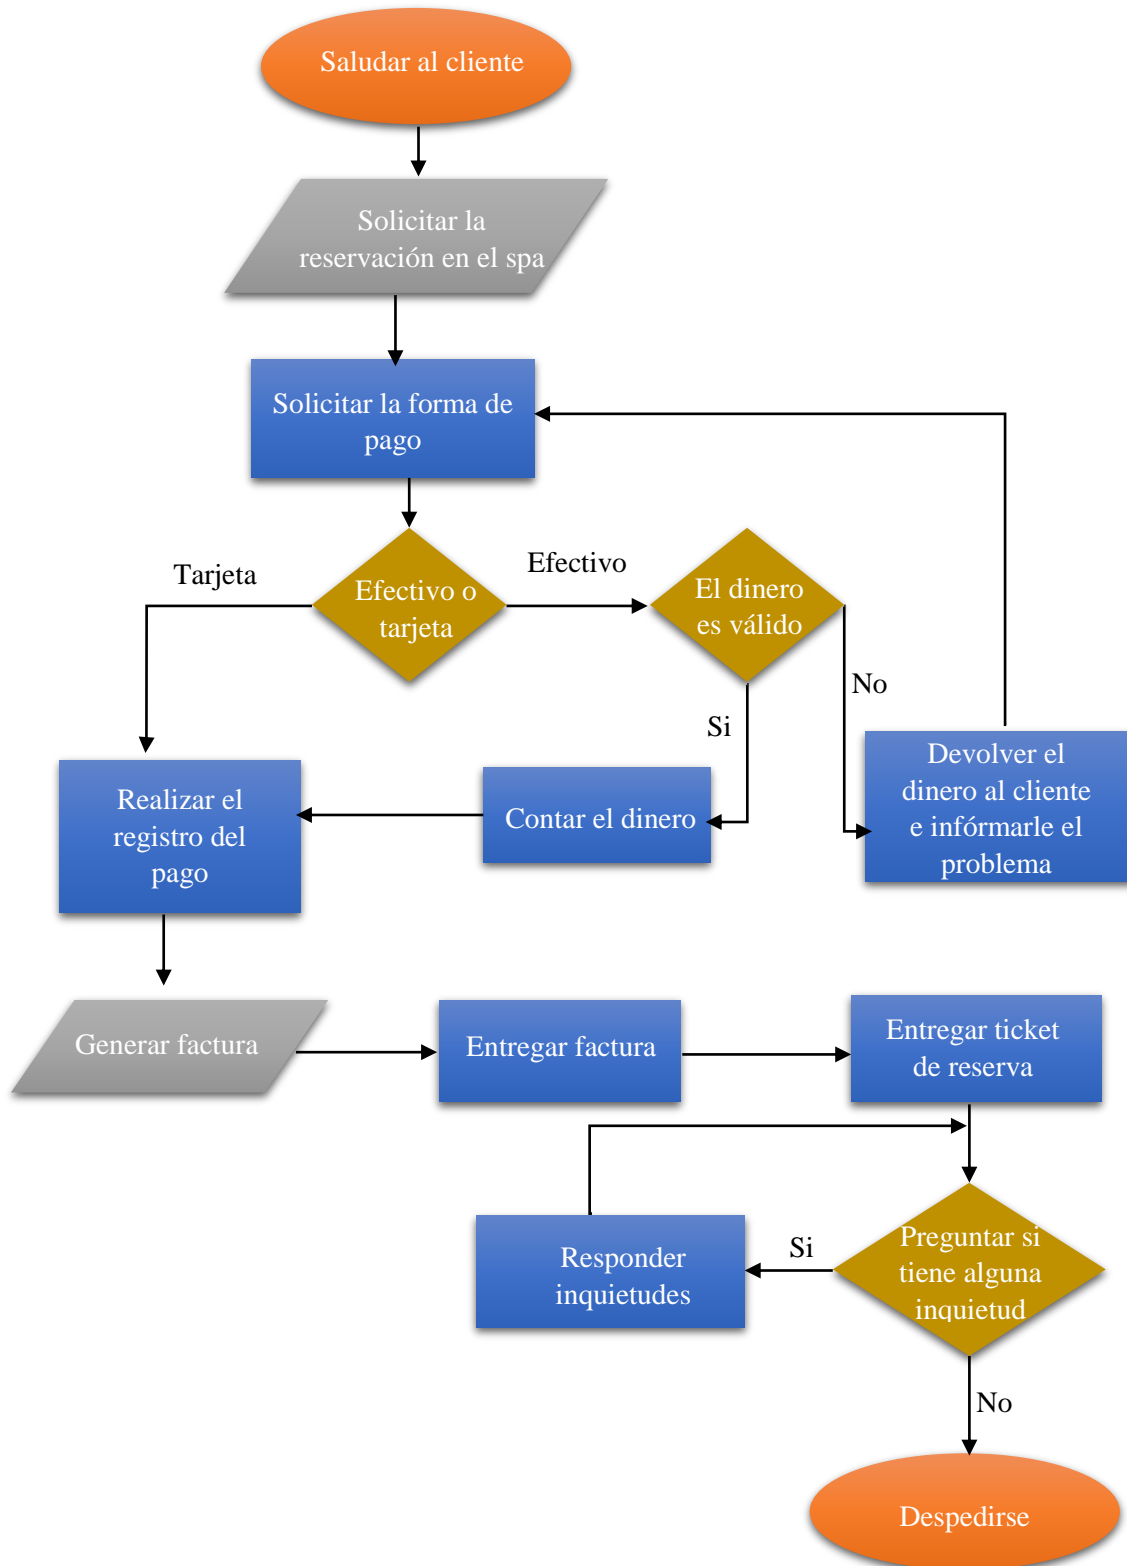 Saludar al cliente
Solicitar la
reservación en el spa
Solicitar la forma de
pago
Tarjeta
Efectivo o
tarjeta
Efectivo
El dinero
es válido
No
Si
Devolver el
dinero al cliente
e infórmarle el
problema
Contar el dinero
Realizar el
registro del
pago
Generar factura
Entregar factura
Entregar ticket
de reserva
Preguntar si
tiene alguna
inquietud
Si
Responder
inquietudes
No
Despedirse